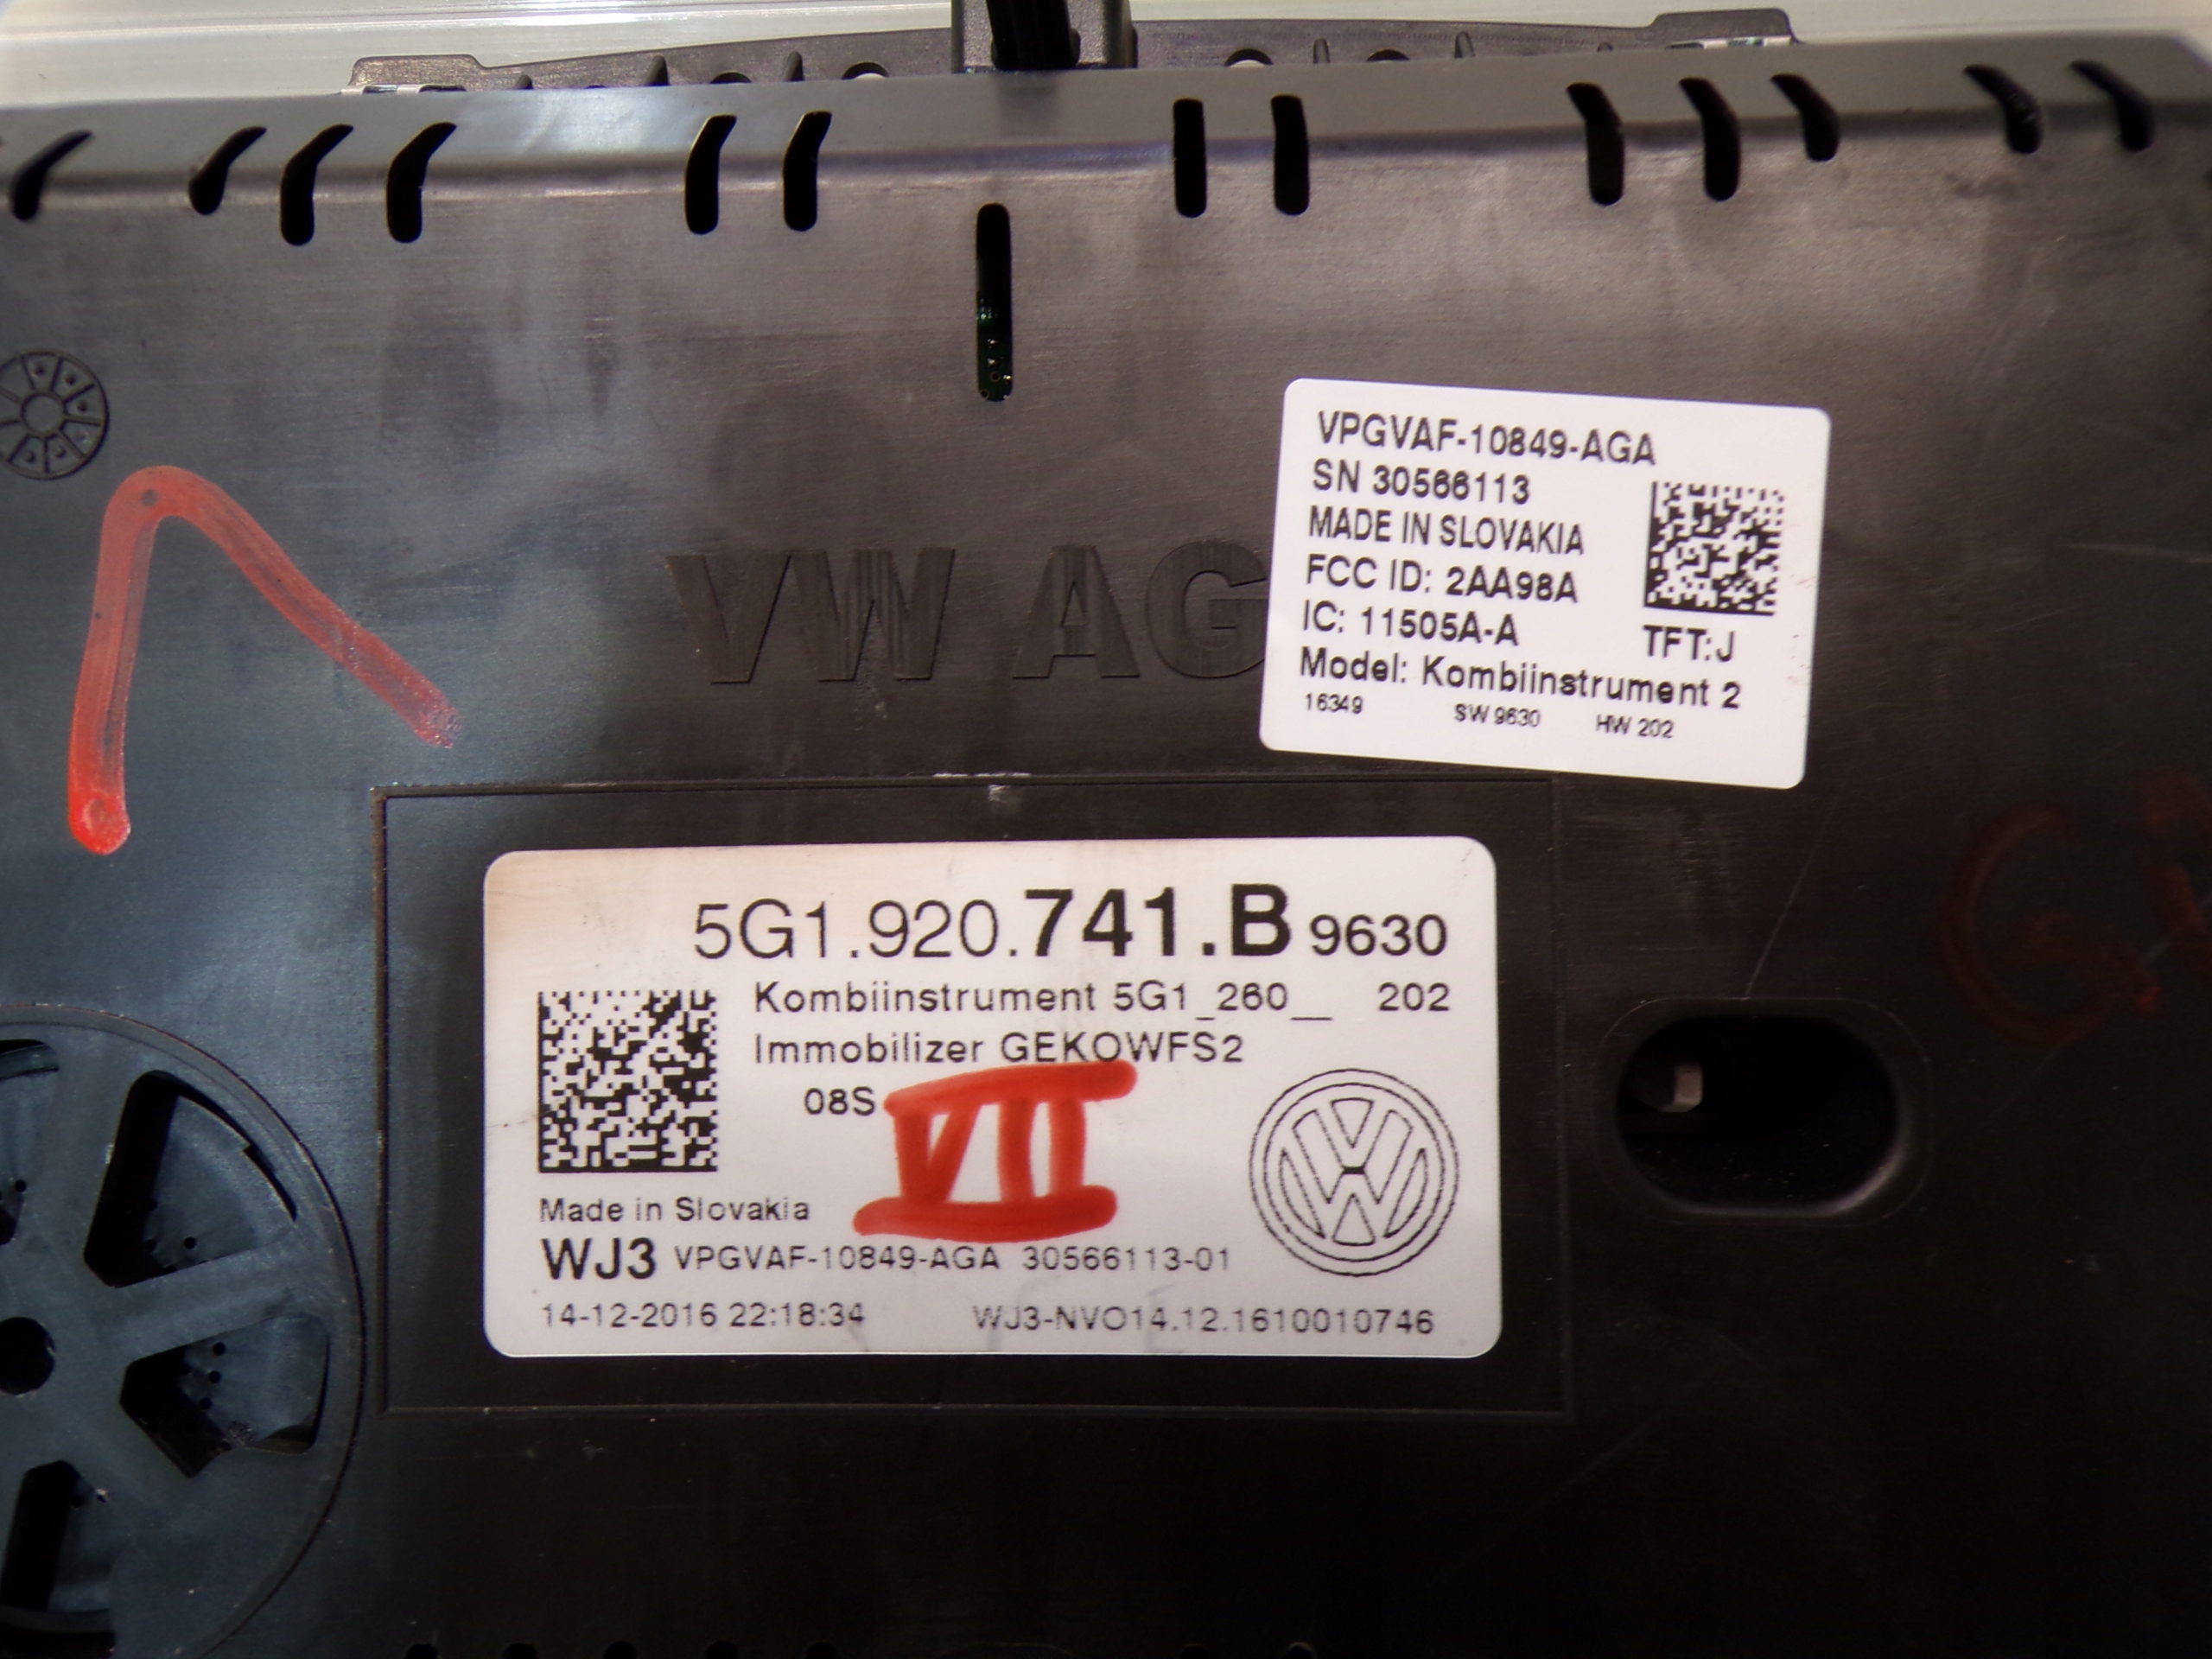 VW AG
VPGVAF-10849-AGA
SN 30566113
MADE IN SLOVAKIA
FCC ID: 2AA98A
IC: 11505A-A
TFT:J
Model: Kombiinstrument 2
16349 SW 9630 HW 202
5G1.920.741.B 9630
Kombiinstrument 5G1_260__ 202
Immobilizer GEKOWFS2
08S
VII
Made in Slovakia
WJ3 VPGVAF-10849-AGA 30566113-01
14-12-2016 22:18:34 WJ3-NVO14.12.1610010746